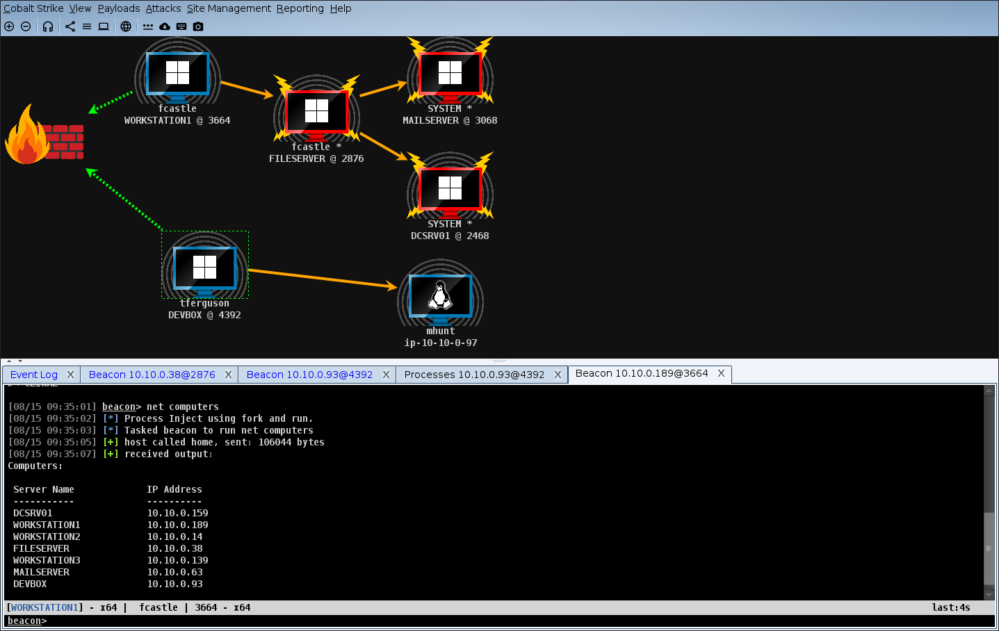 Cobalt Strike View Payloads Attacks Site Management Reporting Help
fcastle
WORKSTATION1 @ 3664
SYSTEM *
MAILSERVER @ 3068
fcastle *
FILESERVER @ 2876
SYSTEM *
DCSRV01 @ 2468
tferguson
DEVBOX @ 4392
mhunt
ip-10-10-0-97
Event Log X Beacon 10.10.0.38@2876 X Beacon 10.10.0.93@4392 X Processes 10.10.0.93@4392 X Beacon 10.10.0.189@3664 X
[08/15 09:35:01] beacon> net computers
[08/15 09:35:02] [*] Process Inject using fork and run.
[08/15 09:35:03] [*] Tasked beacon to run net computers
[08/15 09:35:05] [+] host called home, sent: 106044 bytes
[08/15 09:35:07] [+] received output:
Computers:
Server Name IP Address
----------- ----------
DCSRV01 10.10.0.159
WORKSTATION1 10.10.0.189
WORKSTATION2 10.10.0.14
FILESERVER 10.10.0.38
WORKSTATION3 10.10.0.139
MAILSERVER 10.10.0.63
DEVBOX 10.10.0.93
[WORKSTATION1] - x64 | fcastle | 3664 - x64 last:4s
beacon>